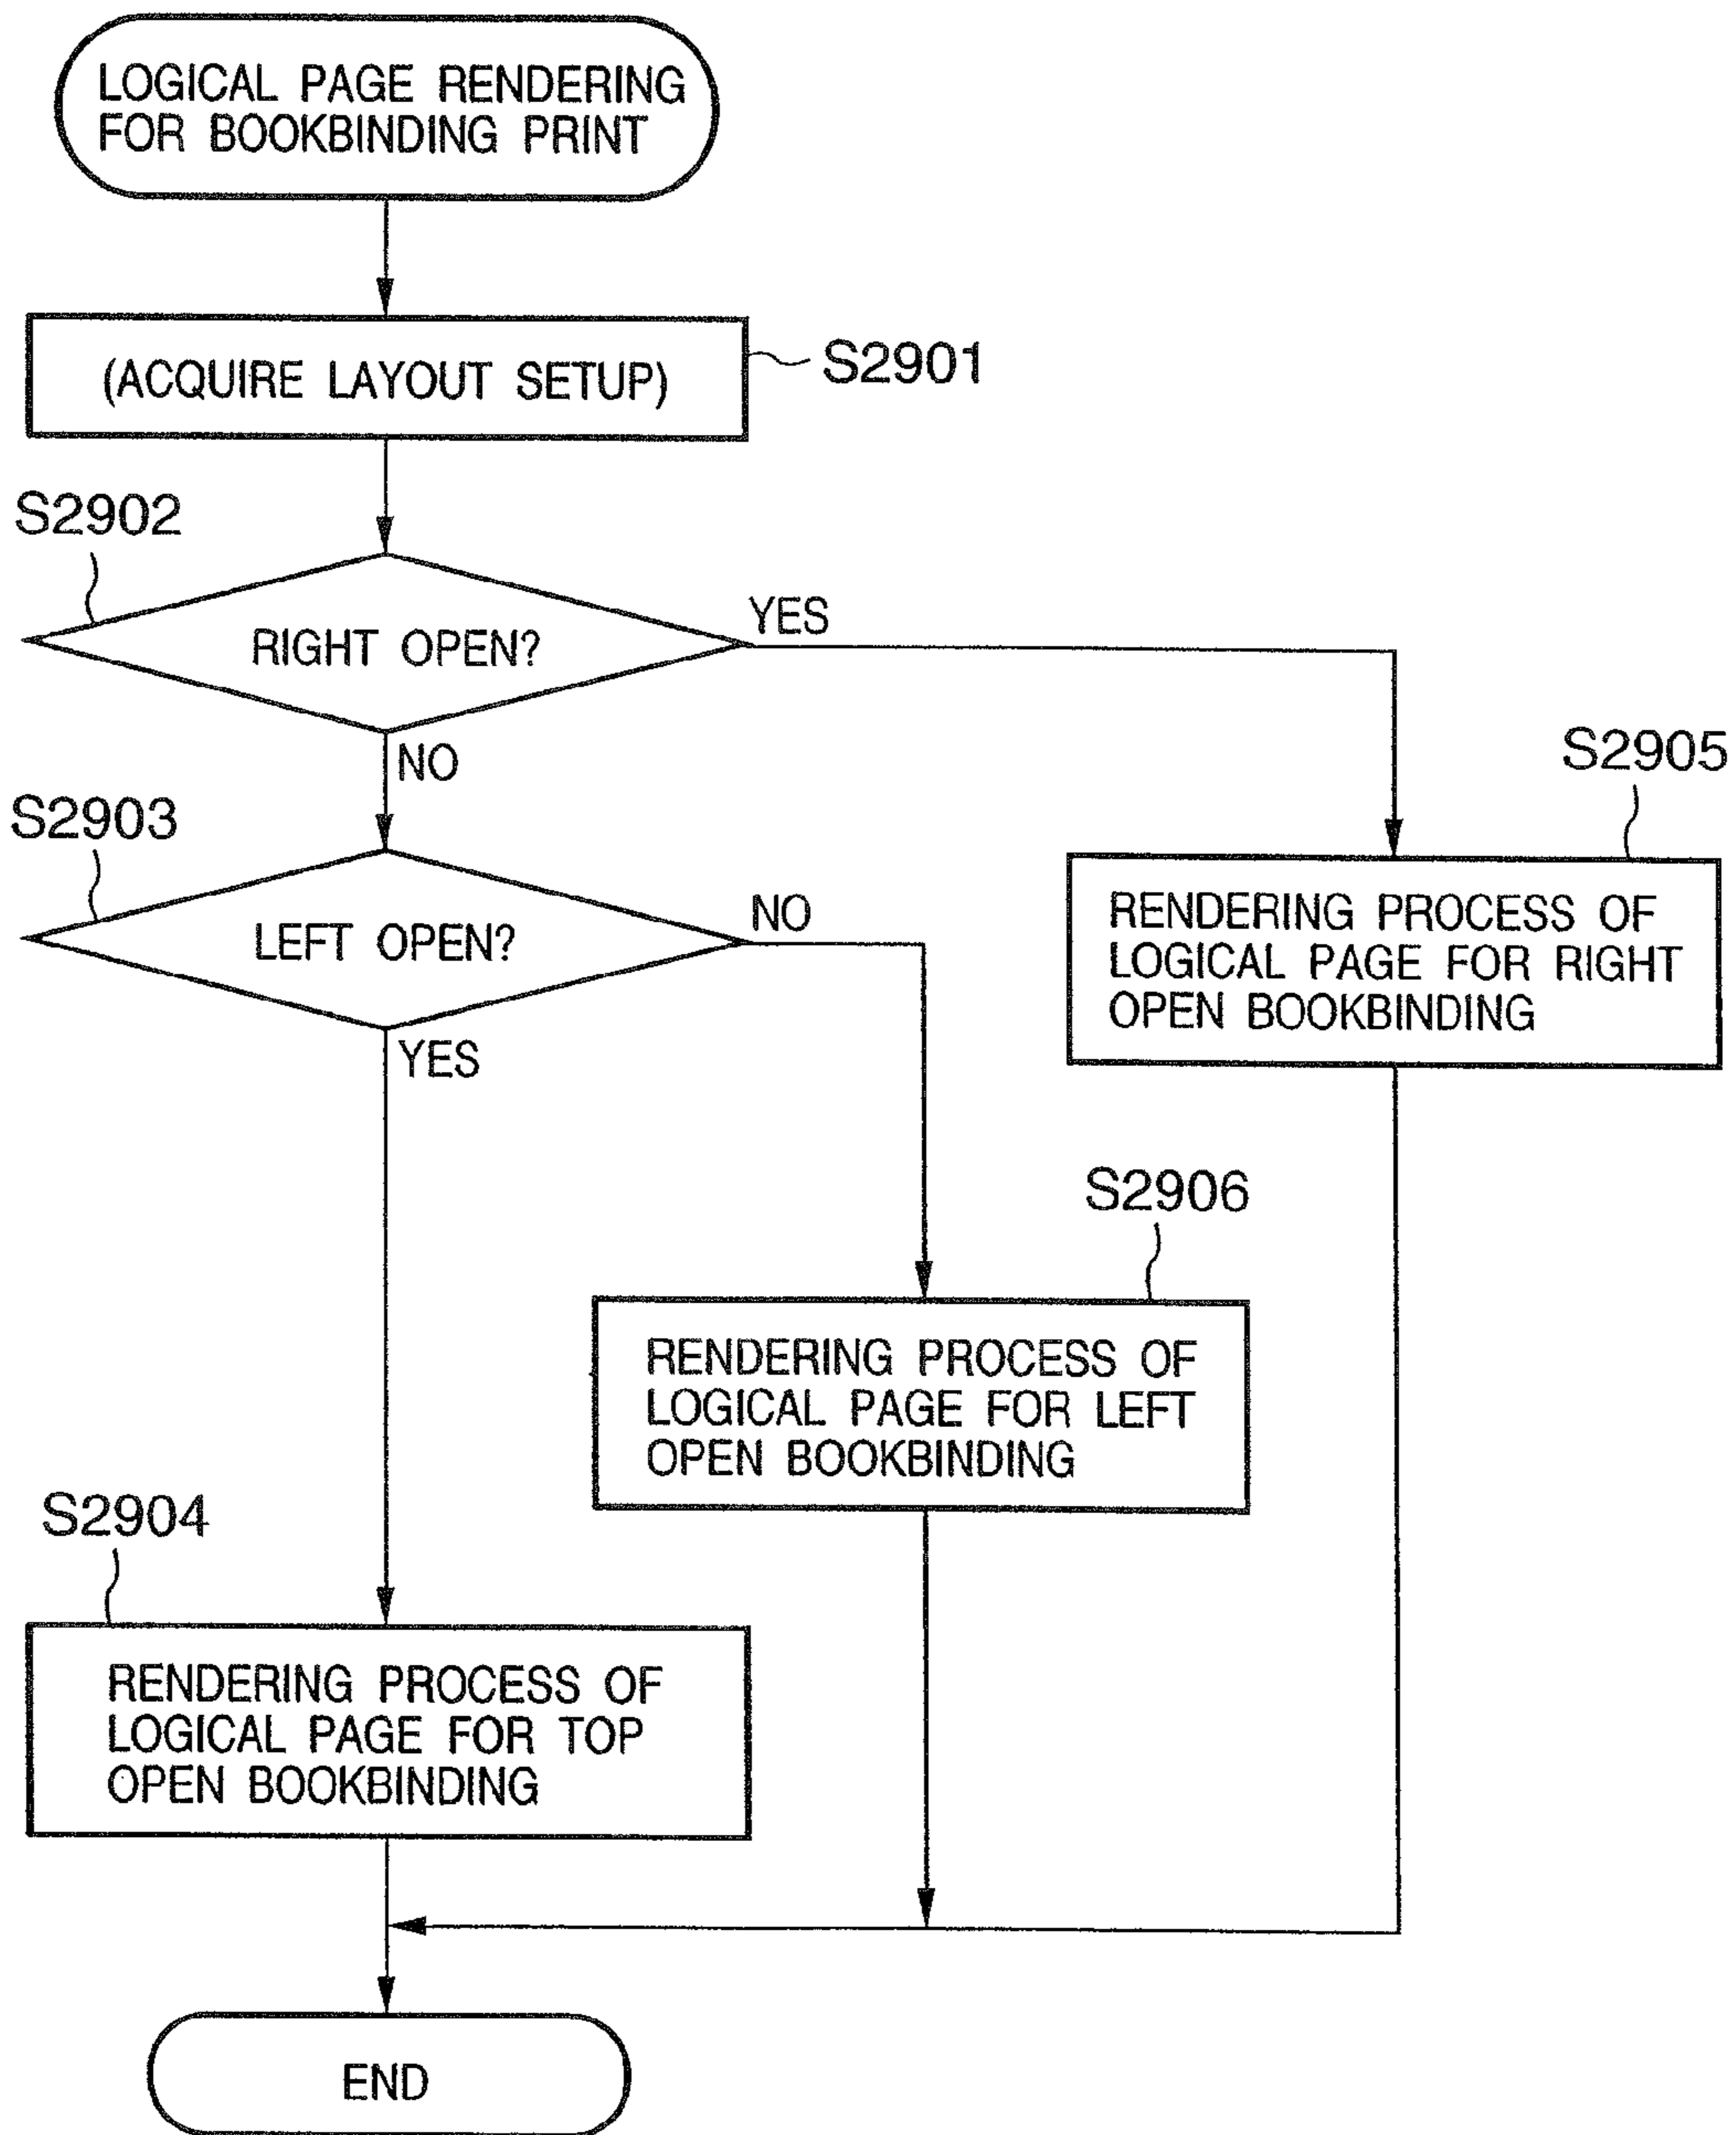 LOGICAL PAGE RENDERING
FOR BOOKBINDING PRINT
(ACQUIRE LAYOUT SETUP)
S2901
S2902
RIGHT OPEN?
YES
NO
S2905
S2903
LEFT OPEN?
NO
YES
RENDERING PROCESS OF
LOGICAL PAGE FOR RIGHT
OPEN BOOKBINDING
S2906
RENDERING PROCESS OF
LOGICAL PAGE FOR LEFT
OPEN BOOKBINDING
S2904
RENDERING PROCESS OF
LOGICAL PAGE FOR TOP
OPEN BOOKBINDING
END